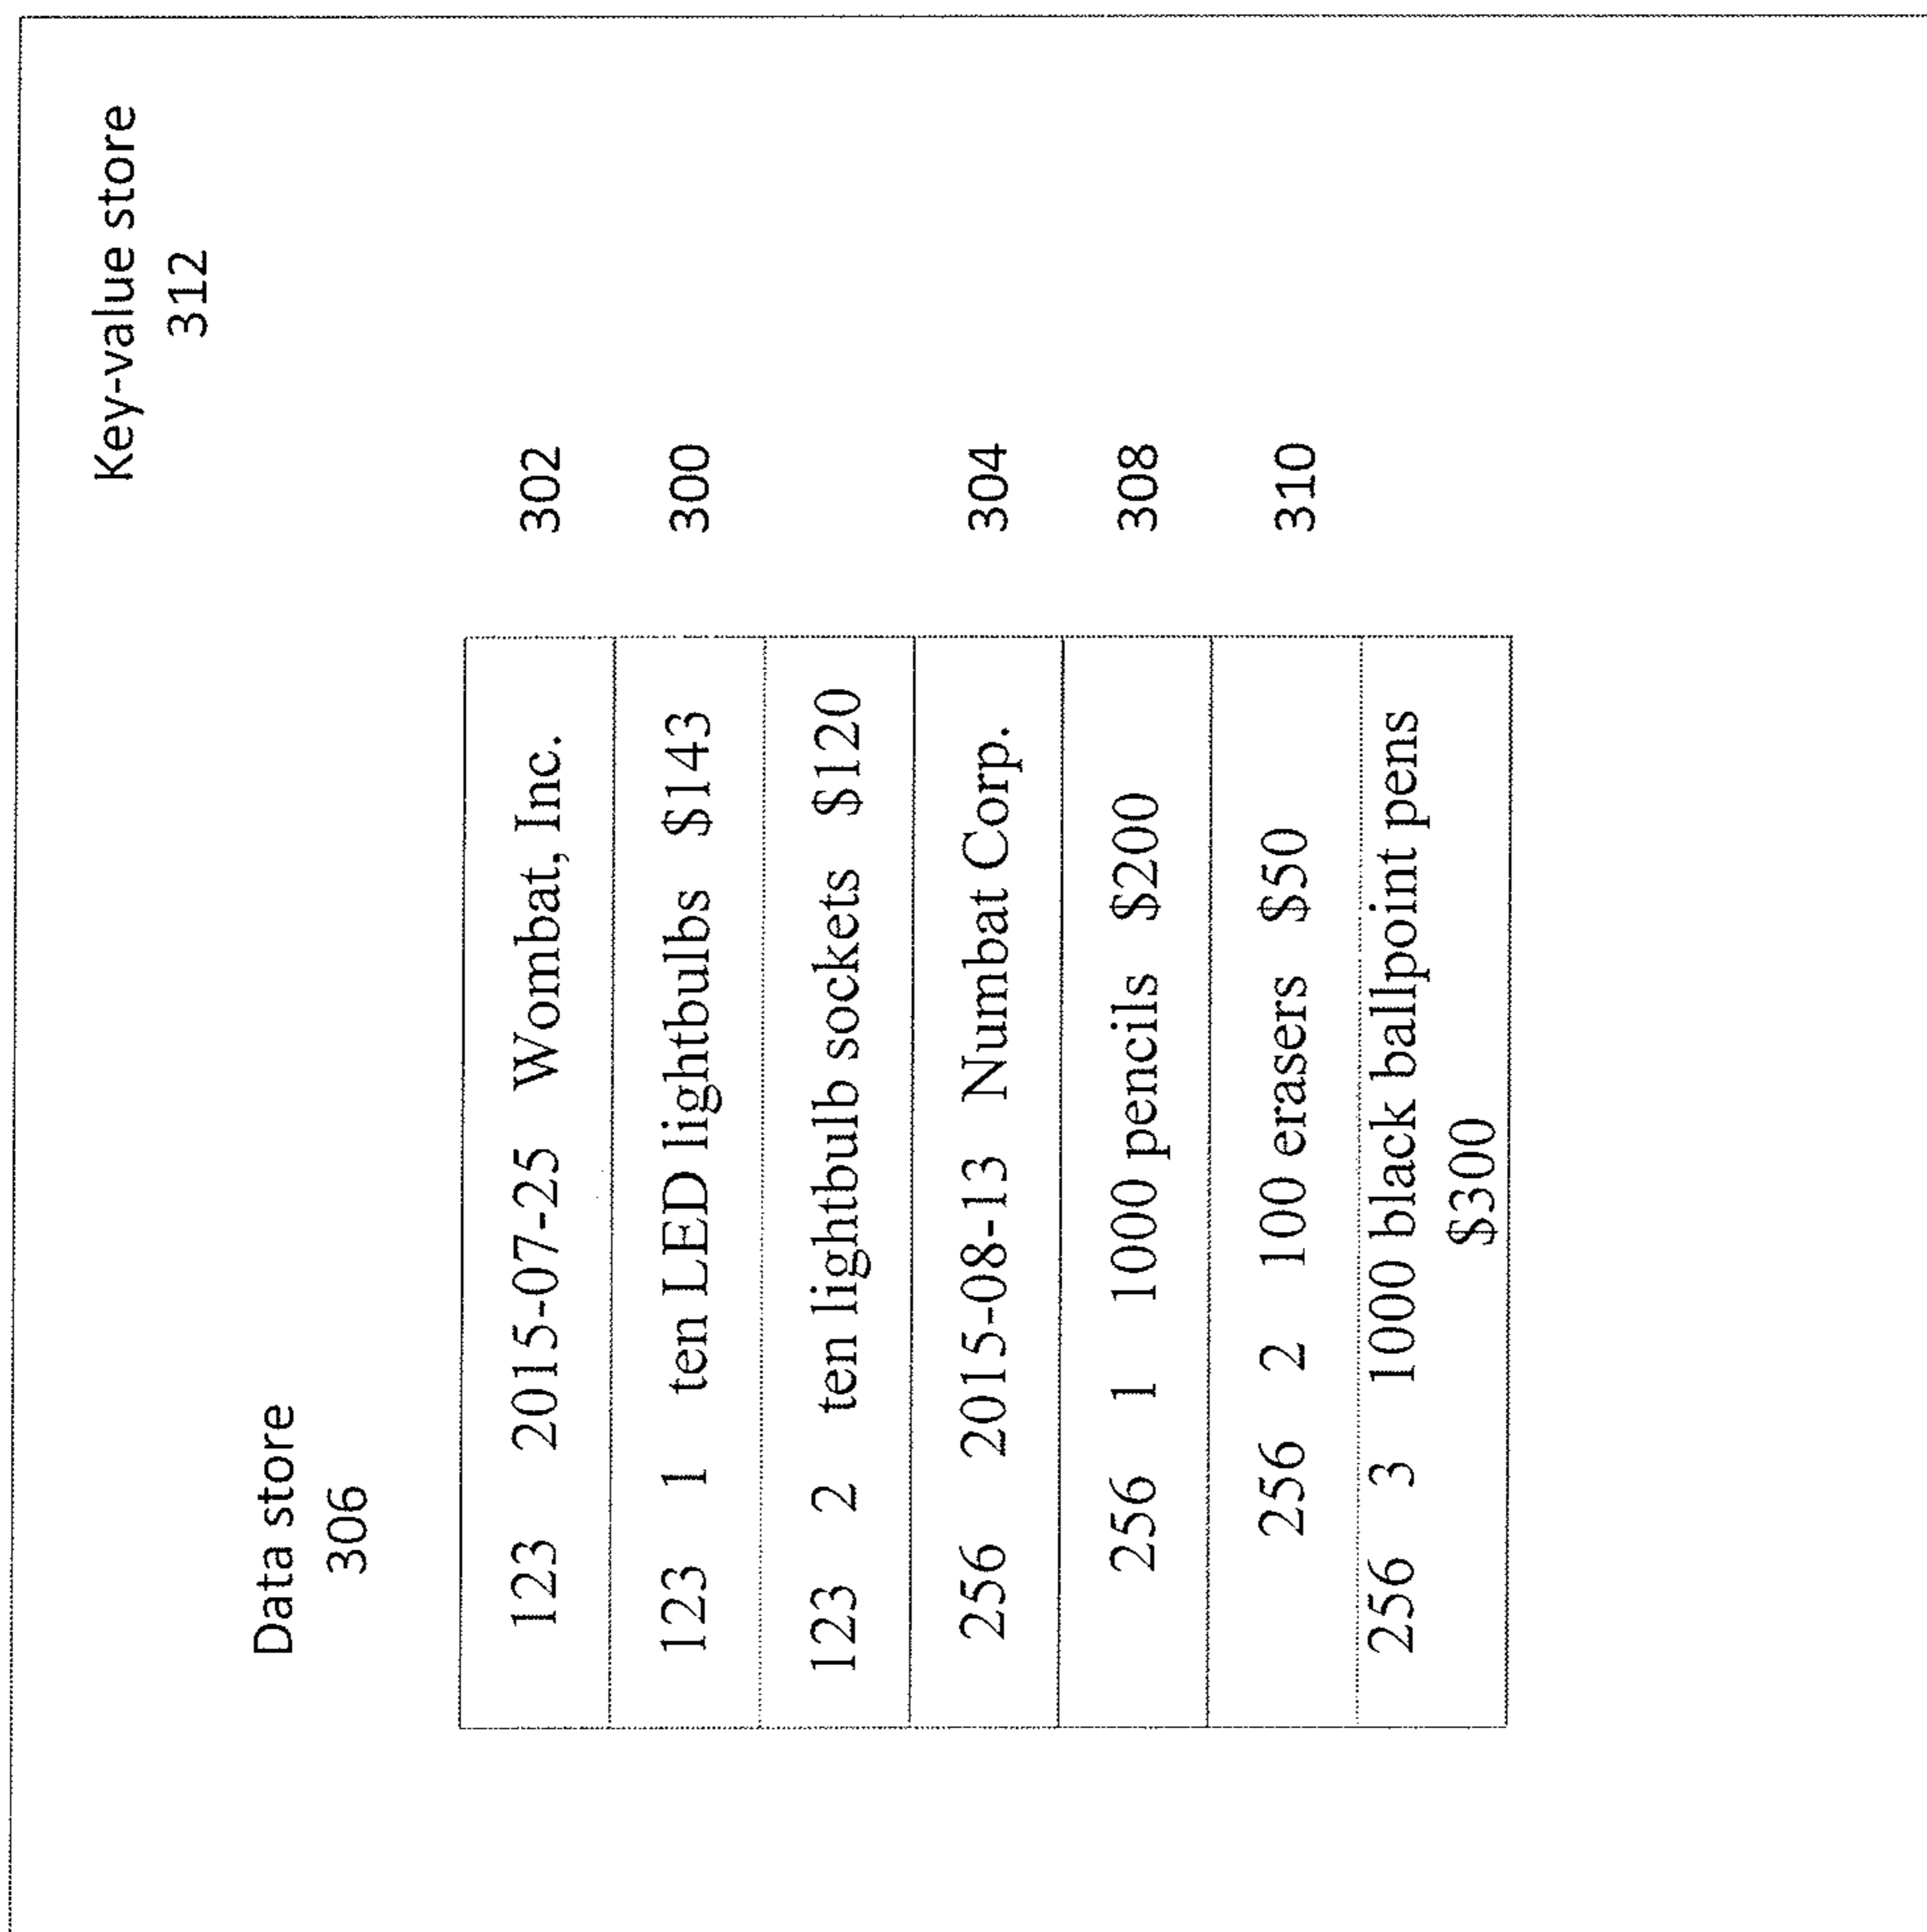 Key-value store
312
Data store
306
123 2015-07-25 Wombat, Inc. 302
123 1 ten LED lightbulbs $143 300
123 2 ten lightbulb sockets $120
256 2015-08-13 Numbat Corp. 304
256 1 1000 pencils $200 308
256 2 100 erasers $50 310
256 3 1000 black ballpoint pens
$300